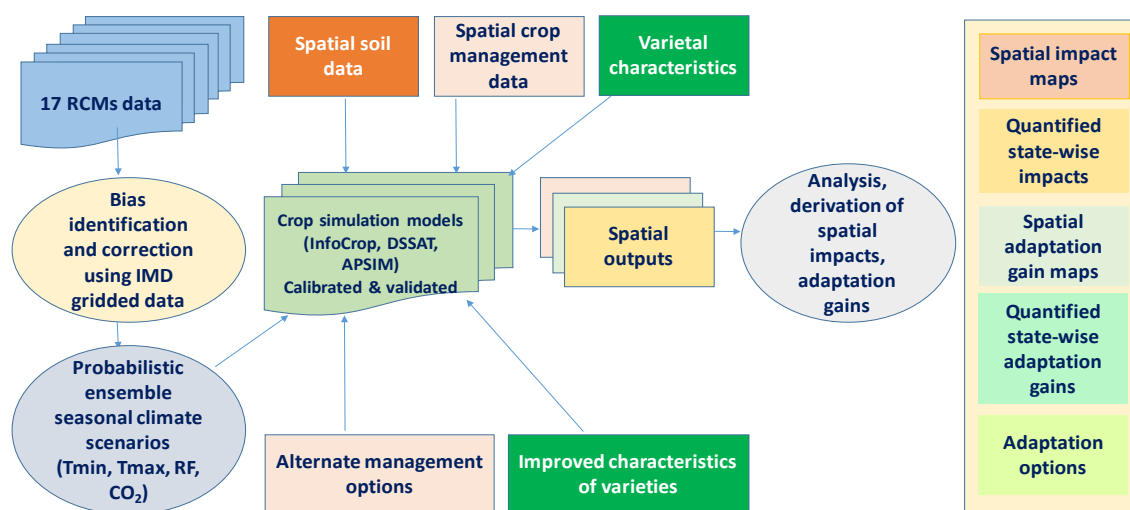 17 RCMs data
Bias
identification
and correction
using IMD
gridded data
Probabilistic
ensemble
seasonal climate
scenarios
(Tmin, Tmax, RF,
CO₂)
Spatial soil
data
Spatial crop
management
data
Varietal
characteristics
Crop simulation models
(InfoCrop, DSSAT,
APSIM)
Calibrated & validated
Alternate management
options
Improved characteristics
of varieties
Spatial
outputs
Analysis,
derivation of
spatial
impacts,
adaptation
gains
Spatial impact
maps
Quantified
state-wise
impacts
Spatial
adaptation
gain maps
Quantified
state-wise
adaptation
gains
Adaptation
options